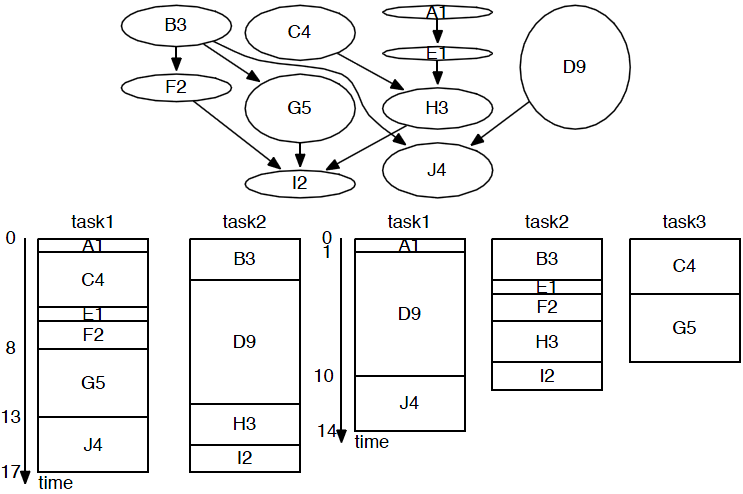 B3
C4
A1
E1
D9
F2
G5
H3
J4
I2
task1
task2
0
A1
C4
E1
F2
8
G5
13
J4
17
time
B3
D9
H3
I2
task1
task2
task3
0
1
A1
D9
10
J4
14
time
B3
E1
F2
H3
I2
C4
G5